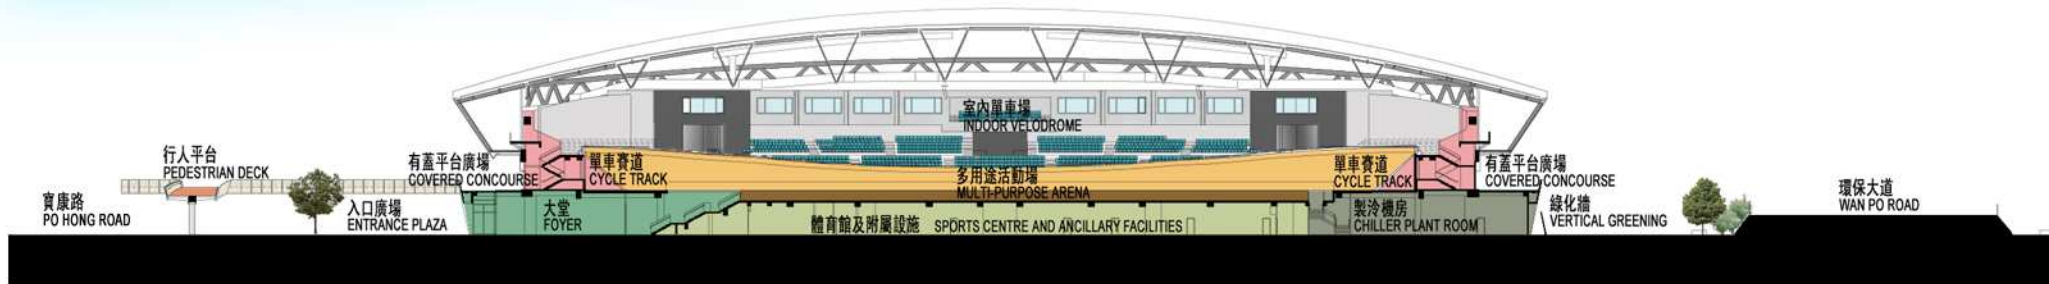 室內單車場
INDOOR VELODROME
行人平台
PEDESTRIAN DECK
有蓋平台廣場
COVERED CONCOURSE
單車賽道
CYCLE TRACK
多用途活動場
MULTI-PURPOSE ARENA
單車賽道
CYCLE TRACK
有蓋平台廣場
COVERED CONCOURSE
寶康路
PO HONG ROAD
入口廣場
ENTRANCE PLAZA
大堂
FOYER
體育館及附屬設施 SPORTS CENTRE AND ANCILLARY FACILITIES
製冷機房
CHILLER PLANT ROOM
綠化牆
VERTICAL GREENING
環保大道
WAN PO ROAD